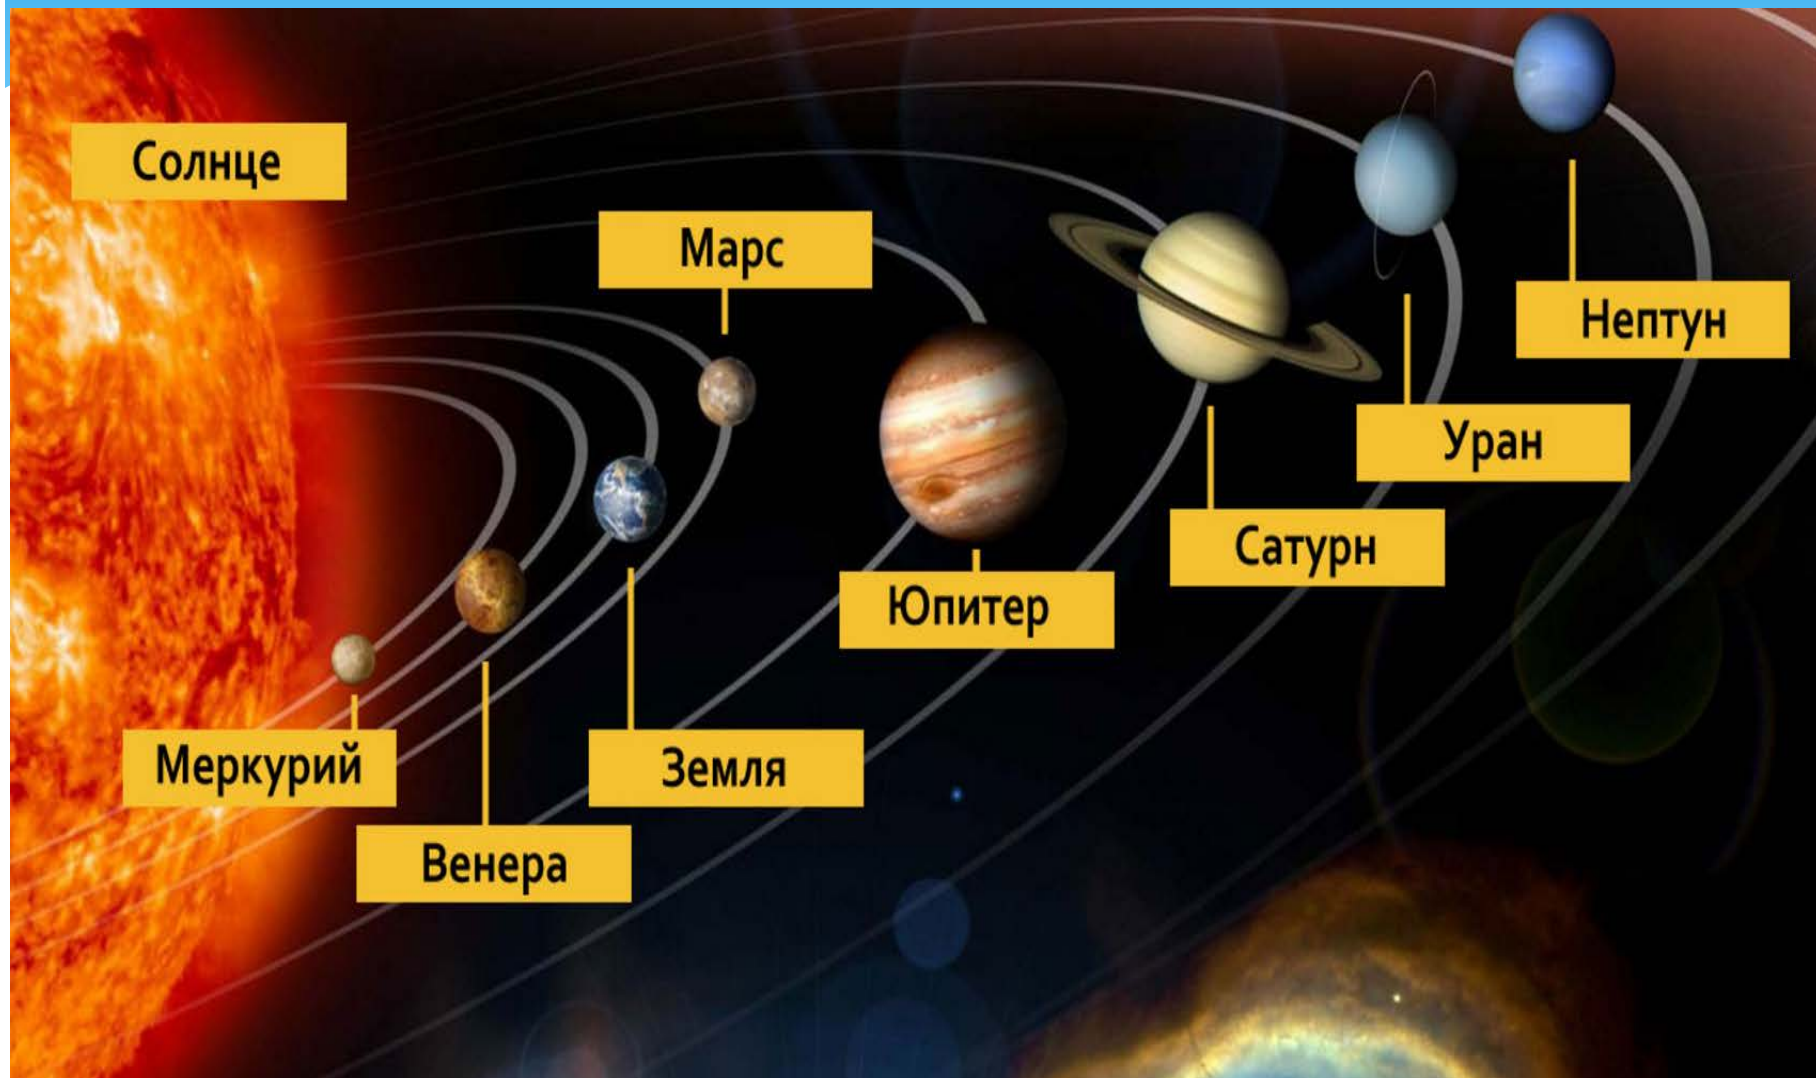 Солнце
Марс
Нептун
Уран
Сатурн
Юпитер
Меркурий
Земля
Венера